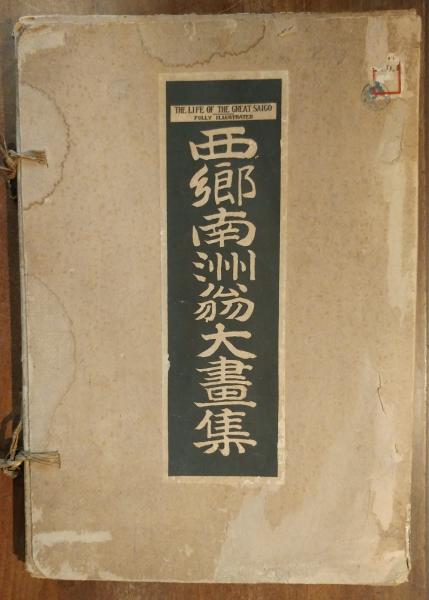 THE LIFE OF THE GREAT SAIGO
FULLY ILLUSTRATED
西郷南洲翁大畫集